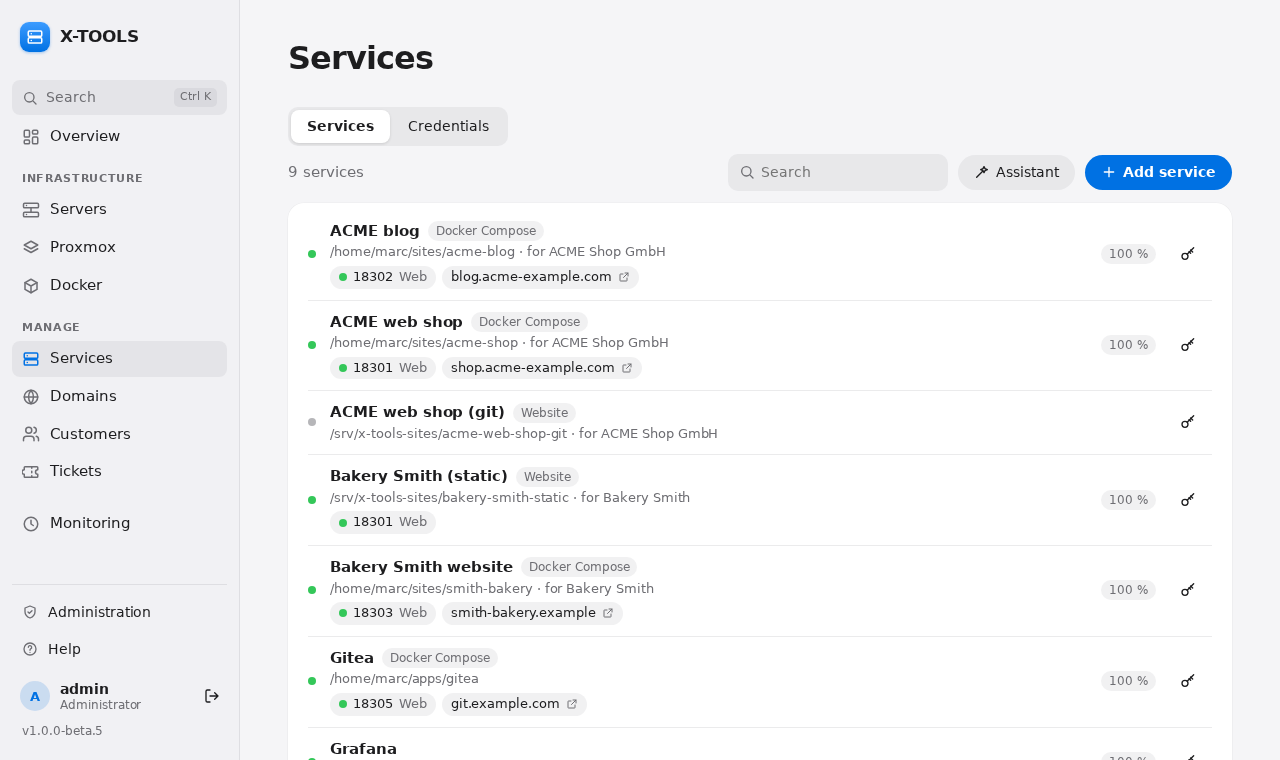 X-TOOLS
Search Ctrl K
Overview
INFRASTRUCTURE
Servers
Proxmox
Docker
MANAGE
Services
Domains
Customers
Tickets
Monitoring
Administration
Help
A admin
Administrator
v1.0.0-beta.5
Services
Services Credentials
9 services Search Assistant + Add service
ACME blog Docker Compose
/home/marc/sites/acme-blog · for ACME Shop GmbH
18302 Web blog.acme-example.com
100 %
ACME web shop Docker Compose
/home/marc/sites/acme-shop · for ACME Shop GmbH
18301 Web shop.acme-example.com
100 %
ACME web shop (git) Website
/srv/x-tools-sites/acme-web-shop-git · for ACME Shop GmbH
Bakery Smith (static) Website
/srv/x-tools-sites/bakery-smith-static · for Bakery Smith
18301 Web
100 %
Bakery Smith website Docker Compose
/home/marc/sites/smith-bakery · for Bakery Smith
18303 Web smith-bakery.example
100 %
Gitea Docker Compose
/home/marc/apps/gitea
18305 Web git.example.com
100 %
Grafana
100 %